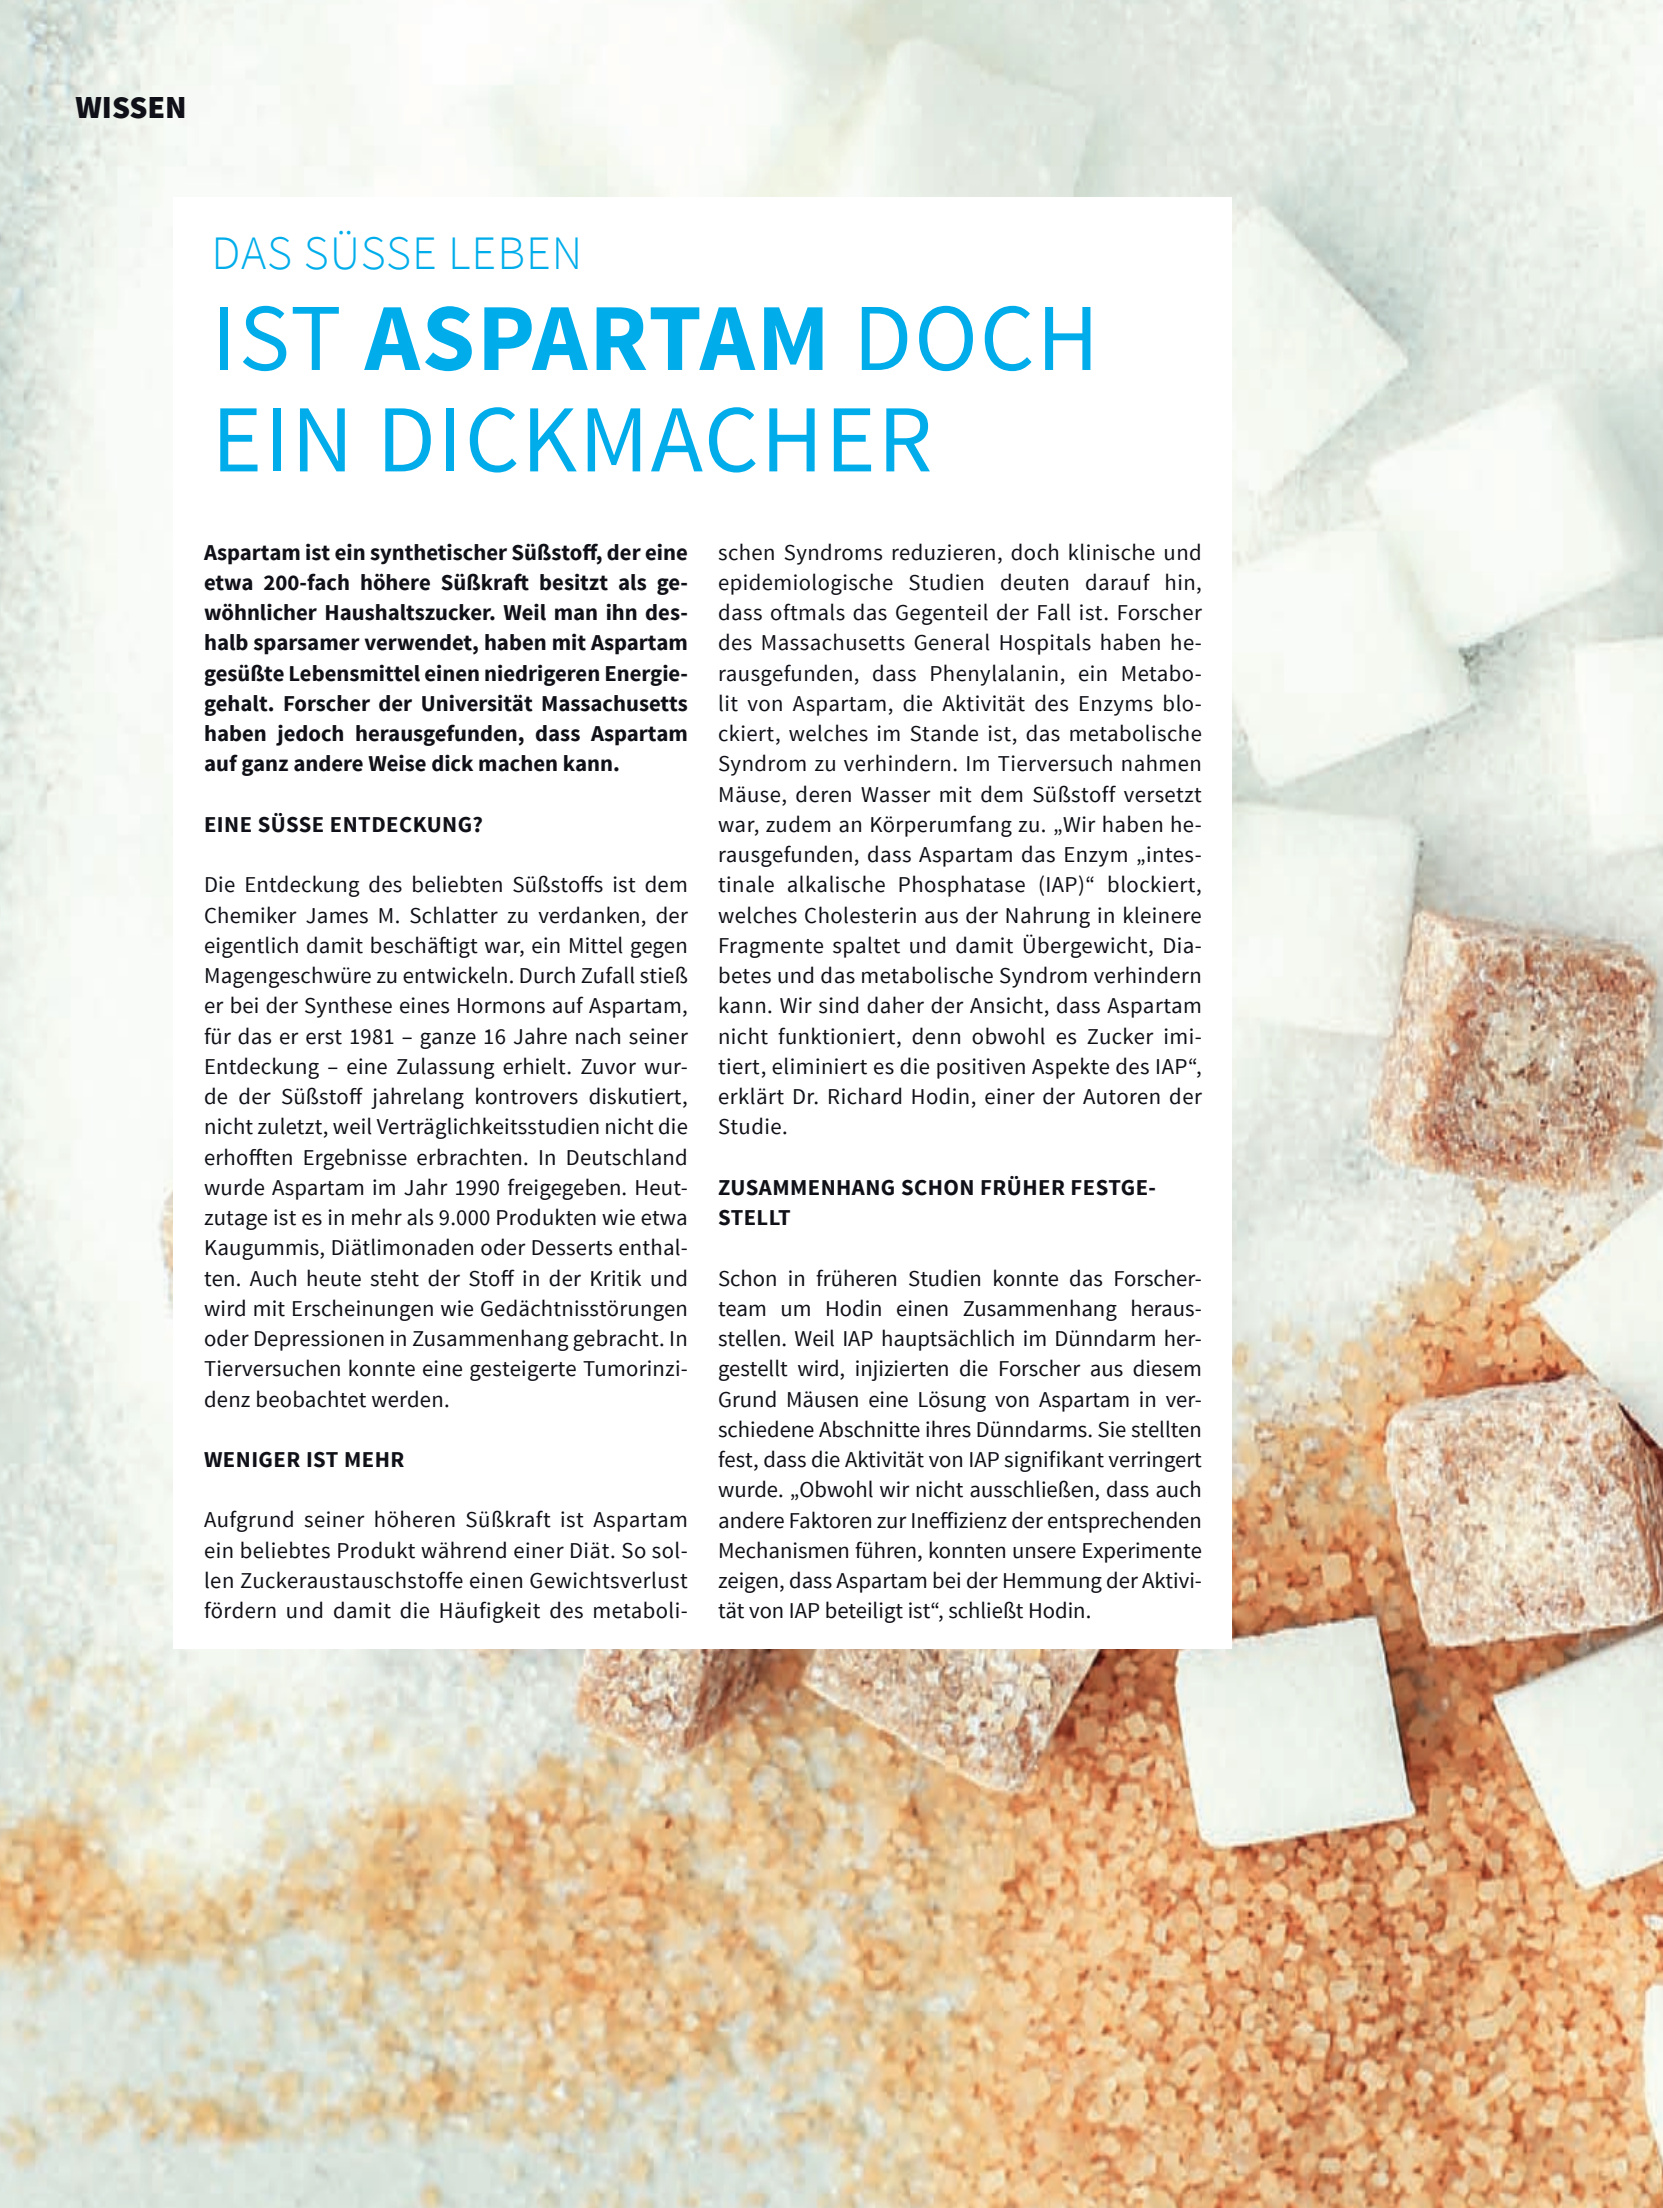 WISSEN
DAS SÜSSE LEBEN
IST ASPARTAM DOCH
EIN DICKMACHER
Aspartam ist ein synthetischer Süßstoff, der eine
etwa 200-fach höhere Süßkraft besitzt als ge-
wöhnlicher Haushaltszucker. Weil man ihn des-
halb sparsamer verwendet, haben mit Aspartam
gesüßte Lebensmittel einen niedrigeren Energie-
gehalt. Forscher der Universität Massachusetts
haben jedoch herausgefunden, dass Aspartam
auf ganz andere Weise dick machen kann.
EINE SÜSSE ENTDECKUNG?
Die Entdeckung des beliebten Süßstoffs ist dem
Chemiker James M. Schlatter zu verdanken, der
eigentlich damit beschäftigt war, ein Mittel gegen
Magengeschwüre zu entwickeln. Durch Zufall stieß
er bei der Synthese eines Hormons auf Aspartam,
für das er erst 1981 – ganze 16 Jahre nach seiner
Entdeckung – eine Zulassung erhielt. Zuvor wur-
de der Süßstoff jahrelang kontrovers diskutiert,
nicht zuletzt, weil Verträglichkeitsstudien nicht die
erhofften Ergebnisse erbrachten. In Deutschland
wurde Aspartam im Jahr 1990 freigegeben. Heut-
zutage ist es in mehr als 9.000 Produkten wie etwa
Kaugummis, Diätlimonaden oder Desserts enthal-
ten. Auch heute steht der Stoff in der Kritik und
wird mit Erscheinungen wie Gedächtnisstörungen
oder Depressionen in Zusammenhang gebracht. In
Tierversuchen konnte eine gesteigerte Tumorinzi-
denz beobachtet werden.
WENIGER IST MEHR
Aufgrund seiner höheren Süßkraft ist Aspartam
ein beliebtes Produkt während einer Diät. So sol-
len Zuckeraustauschstoffe einen Gewichtsverlust
fördern und damit die Häufigkeit des metaboli-
schen Syndroms reduzieren, doch klinische und
epidemiologische Studien deuten darauf hin,
dass oftmals das Gegenteil der Fall ist. Forscher
des Massachusetts General Hospitals haben he-
rausgefunden, dass Phenylalanin, ein Metabo-
lit von Aspartam, die Aktivität des Enzyms blo-
ckiert, welches im Stande ist, das metabolische
Syndrom zu verhindern. Im Tierversuch nahmen
Mäuse, deren Wasser mit dem Süßstoff versetzt
war, zudem an Körperumfang zu. „Wir haben he-
rausgefunden, dass Aspartam das Enzym „intes-
tinale alkalische Phosphatase (IAP)“ blockiert,
welches Cholesterin aus der Nahrung in kleinere
Fragmente spaltet und damit Übergewicht, Dia-
betes und das metabolische Syndrom verhindern
kann. Wir sind daher der Ansicht, dass Aspartam
nicht funktioniert, denn obwohl es Zucker imi-
tiert, eliminiert es die positiven Aspekte des IAP“,
erklärt Dr. Richard Hodin, einer der Autoren der
Studie.
ZUSAMMENHANG SCHON FRÜHER FESTGE-
STELLT
Schon in früheren Studien konnte das Forscher-
team um Hodin einen Zusammenhang heraus-
stellen. Weil IAP hauptsächlich im Dünndarm her-
gestellt wird, injizierten die Forscher aus diesem
Grund Mäusen eine Lösung von Aspartam in ver-
schiedene Abschnitte ihres Dünndarms. Sie stellten
fest, dass die Aktivität von IAP signifikant verringert
wurde. „Obwohl wir nicht ausschließen, dass auch
andere Faktoren zur Ineffizienz der entsprechenden
Mechanismen führen, konnten unsere Experimente
zeigen, dass Aspartam bei der Hemmung der Aktivi-
tät von IAP beteiligt ist“, schließt Hodin.